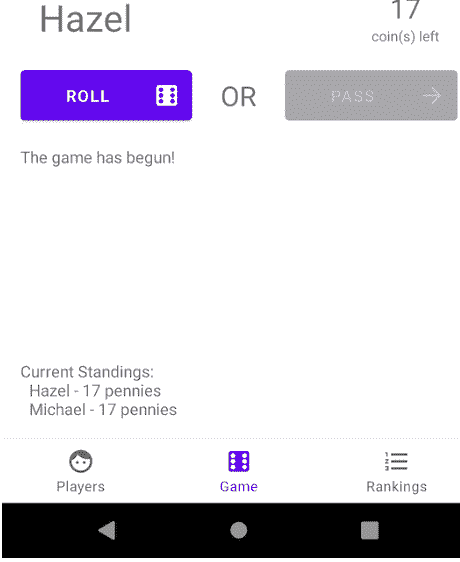 Hazel
17
coin(s) left
ROLL
OR
PASS
The game has begun!
Current Standings:
Hazel - 17 pennies
Michael - 17 pennies
Players
Game
Rankings